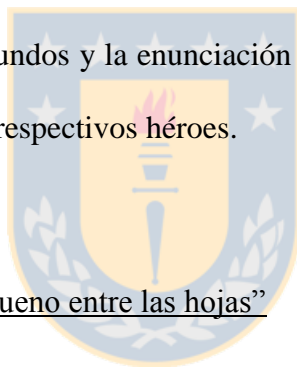 undos y la enunciación
respectivos héroes.
ueno entre las hojas”